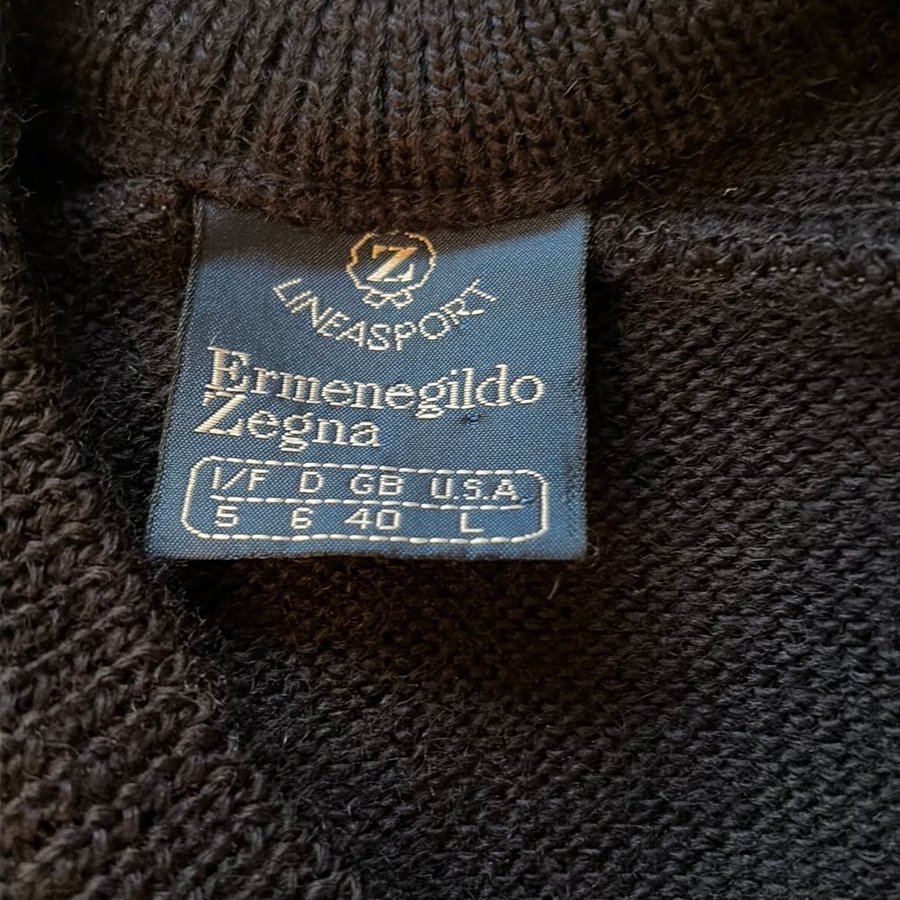 Z
LINEASPORT
Ermenegildo
Zegna
I/F D GB U.S.A.
5 6 40 L